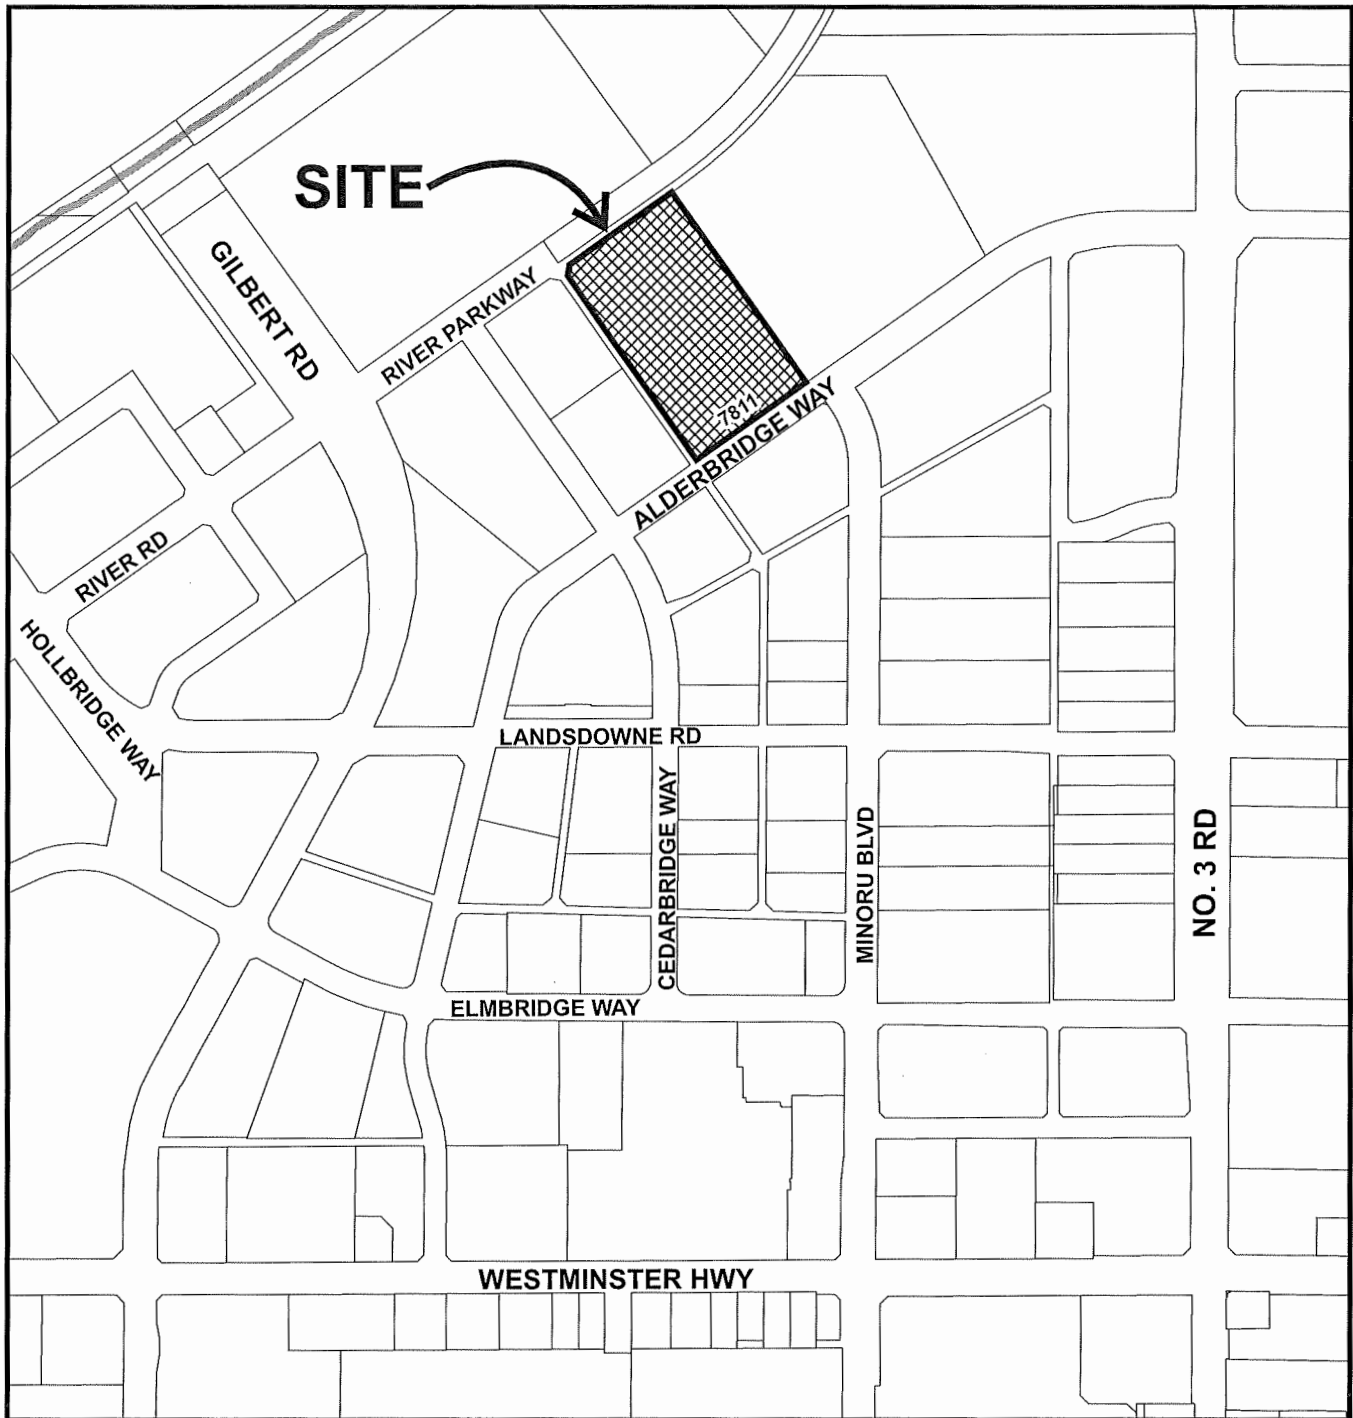 SITE
GILBERT RD
RIVER PARKWAY
7811
ALDERBRIDGE WAY
RIVER RD
HOLLBRIDGE WAY
LANDSDOWNE RD
CEDARBRIDGE WAY
MINORU BLVD
NO. 3 RD
ELMBRIDGE WAY
WESTMINSTER HWY